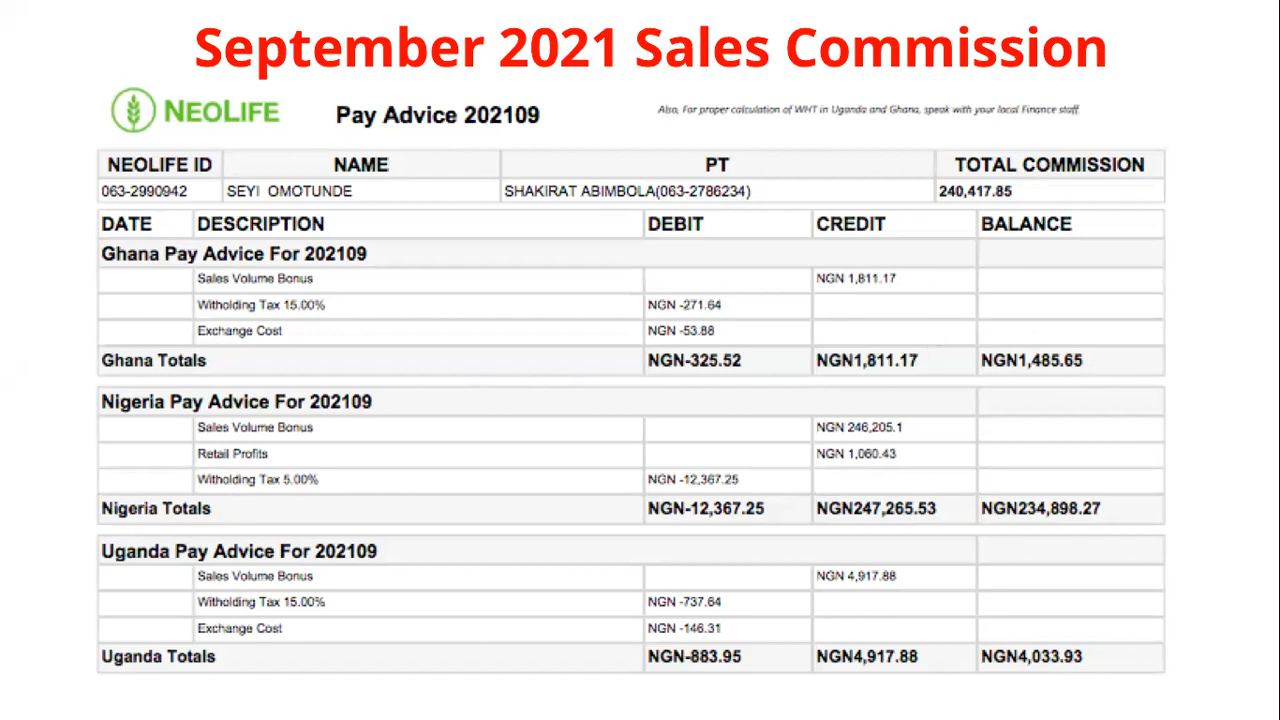 September 2021 Sales Commission
NEOLIFE
Pay Advice 202109
Also, For proper calculation of WHT in Uganda and Ghana, speak with your local Finance staff.
NEOLIFE ID NAME PT TOTAL COMMISSION
063-2990942 SEYI OMOTUNDE SHAKIRAT ABIMBOLA(063-2786234) 240,417.85
DATE DESCRIPTION DEBIT CREDIT BALANCE
Ghana Pay Advice For 202109
Sales Volume Bonus NGN 1,811.17
Witholding Tax 15.00% NGN -271.64
Exchange Cost NGN -53.88
Ghana Totals NGN-325.52 NGN1,811.17 NGN1,485.65
Nigeria Pay Advice For 202109
Sales Volume Bonus NGN 246,205.1
Retail Profits NGN 1,060.43
Witholding Tax 5.00% NGN -12,367.25
Nigeria Totals NGN-12,367.25 NGN247,265.53 NGN234,898.27
Uganda Pay Advice For 202109
Sales Volume Bonus NGN 4,917.88
Witholding Tax 15.00% NGN -737.64
Exchange Cost NGN -146.31
Uganda Totals NGN-883.95 NGN4,917.88 NGN4,033.93